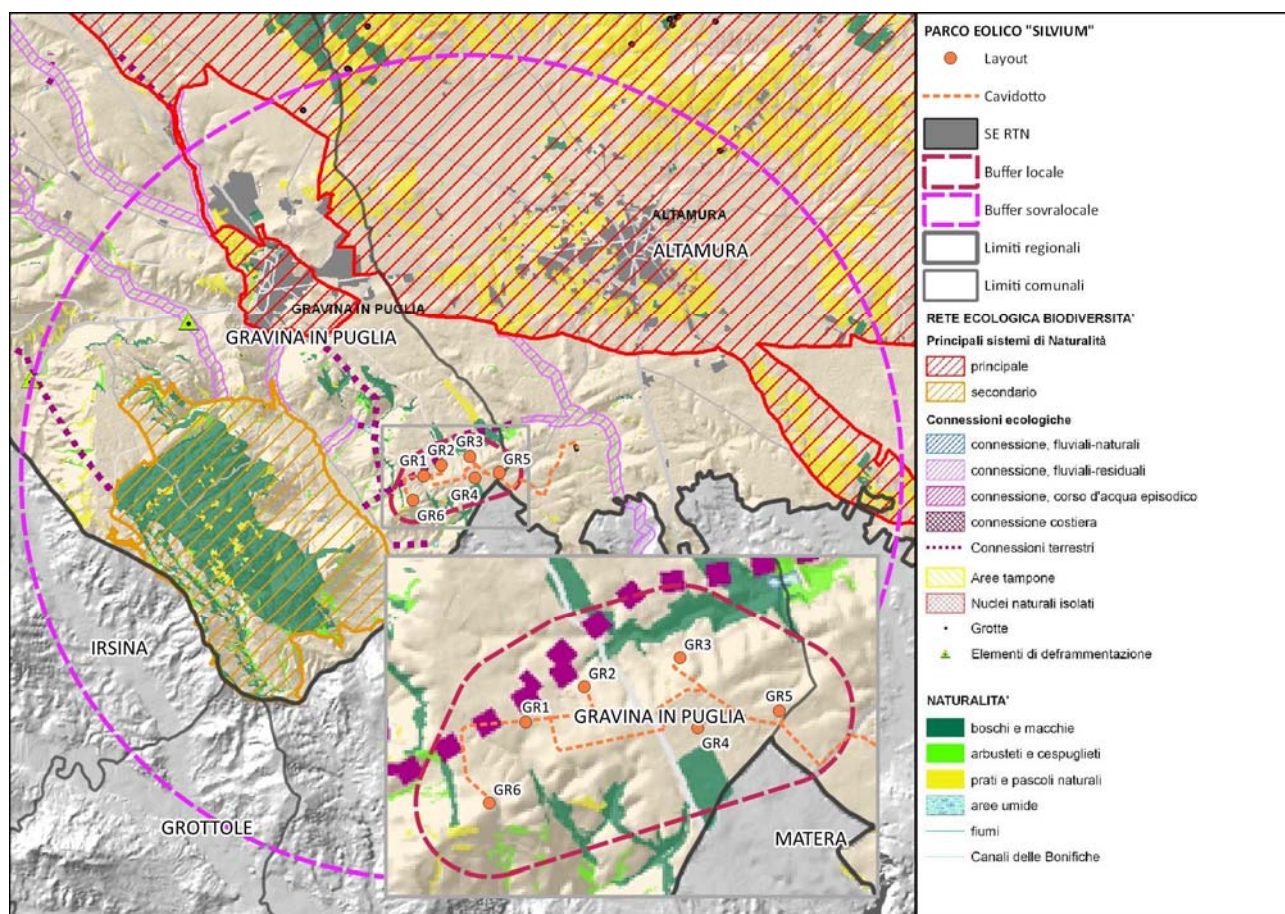 ALTAMURA
ALTAMURA
GRAVINA IN PUGLIA
GRAVINA IN PUGLIA
GR3
GR2
GR1
GR5
GR4
GR6
IRSINA
GROTTOLE
GR3
GR2
GR5
GR1
GRAVINA IN PUGLIA
GR4
GR6
MATERA
PARCO EOLICO "SILVIUM"
Layout
Cavidotto
SE RTN
Buffer locale
Buffer sovralocale
Limiti regionali
Limiti comunali
RETE ECOLOGICA BIODIVERSITA'
Principali sistemi di Naturalità
principale
secondario
Connessioni ecologiche
connessione, fluviali-naturali
connessione, fluviali-residuali
connessione, corso d'acqua episodico
connessione costiera
Connessioni terrestri
Aree tampone
Nuclei naturali isolati
Grotte
Elementi di deframmentazione
NATURALITA'
boschi e macchie
arbusteti e cespuglieti
prati e pascoli naturali
aree umide
fiumi
Canali delle Bonifiche